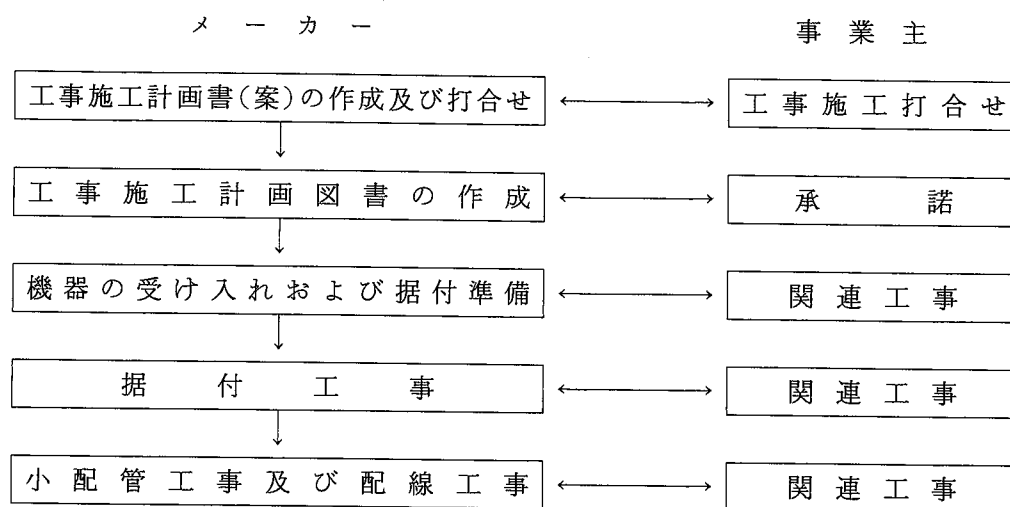 メーカー 事業主
工事施工計画書(案)の作成及び打合せ ←→ 工事施工打合せ
↓
工事施工計画図書の作成 ←→ 承諾
↓
機器の受け入れおよび据付準備 ←→ 関連工事
↓
据付工事 ←→ 関連工事
↓
小配管工事及び配線工事 ←→ 関連工事